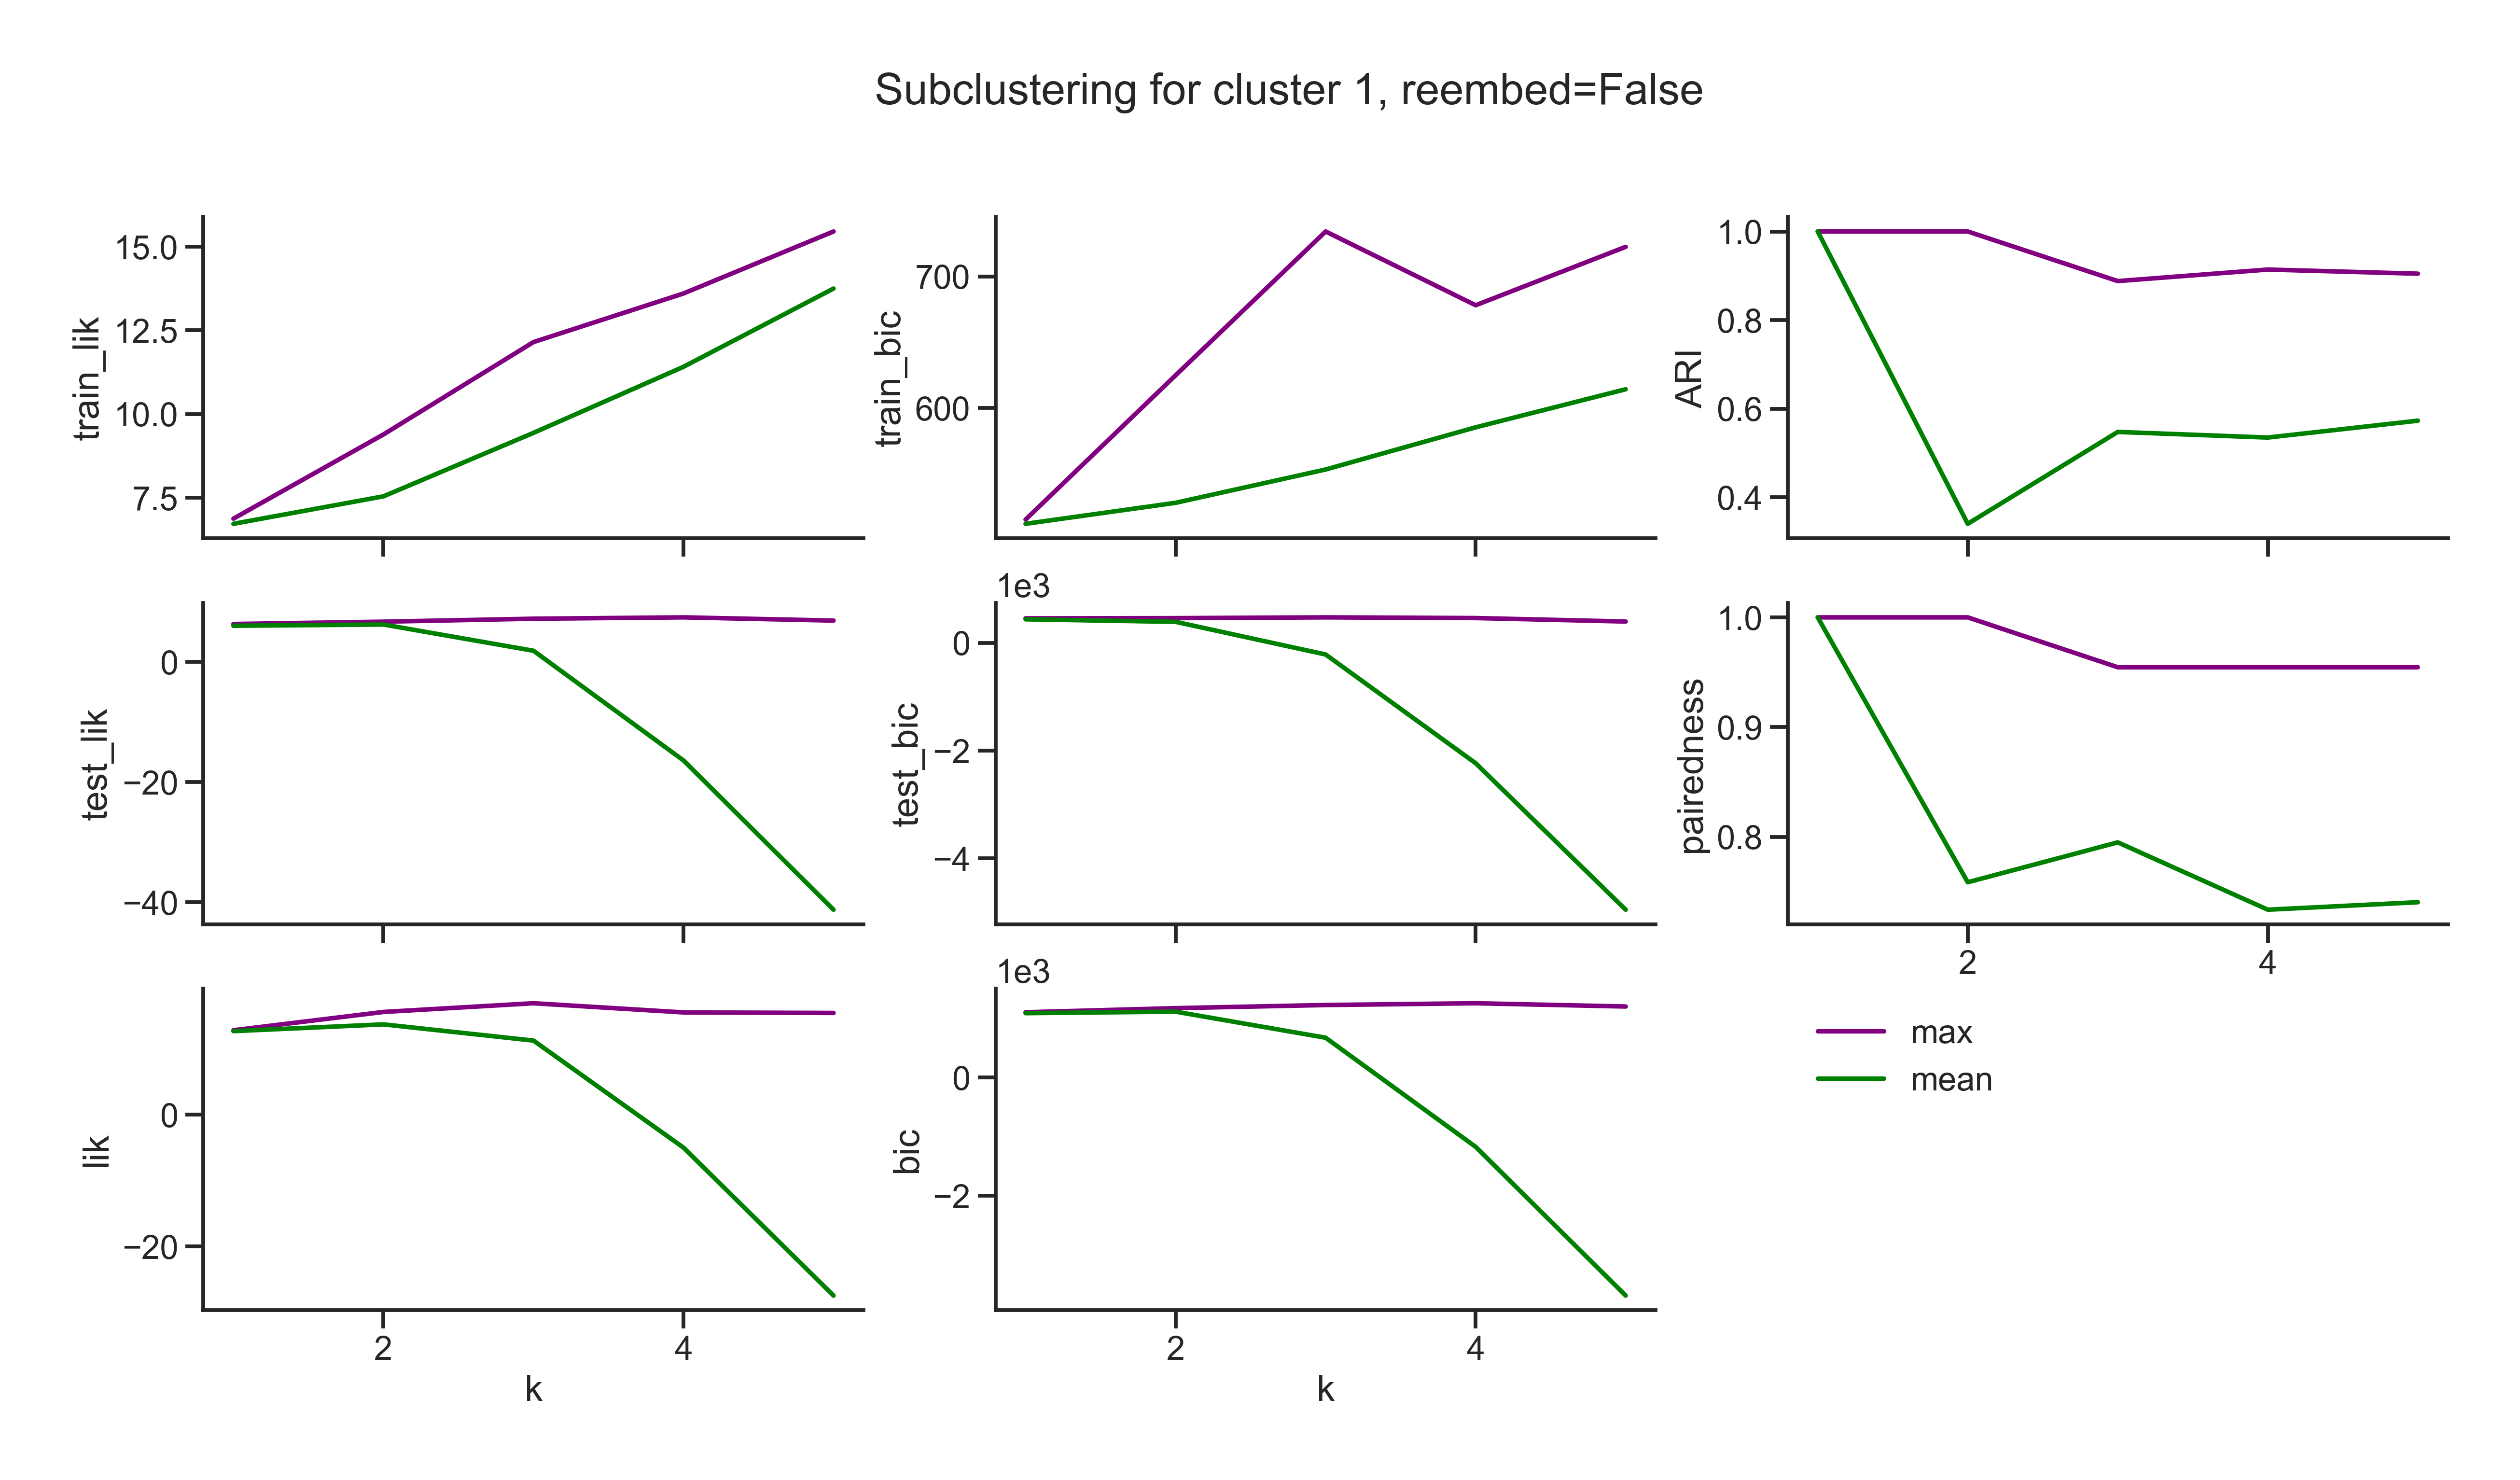 Subclustering for cluster 1, reembed=False
train_lik
15.0
12.5
10.0
7.5
train_bic
700
600
ARI
1.0
0.8
0.6
0.4
test_lik
0
−20
−40
test_bic
1e3
0
−2
−4
pairedness
1.0
0.9
0.8
2
4
lik
0
−20
2
4
k
bic
1e3
0
−2
2
4
k
max
mean